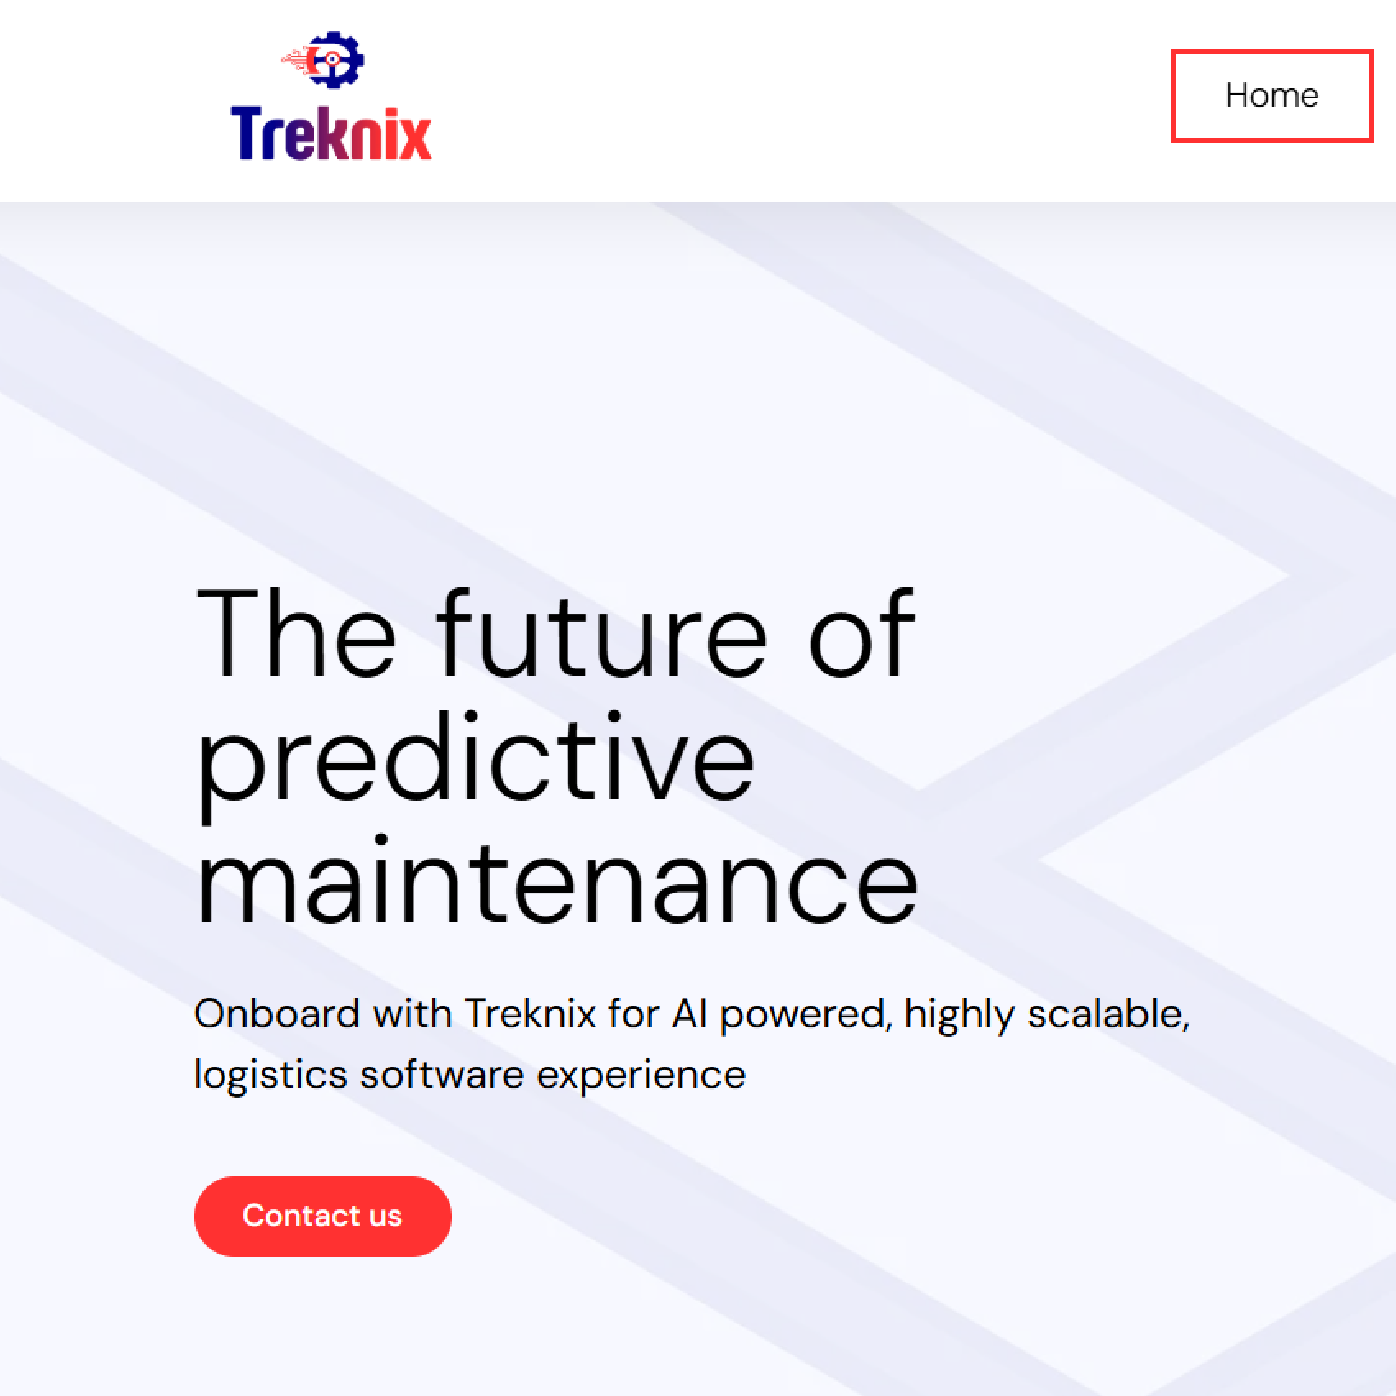 Treknix
Home
The future of
predictive
maintenance
Onboard with Treknix for AI powered, highly scalable,
logistics software experience
Contact us